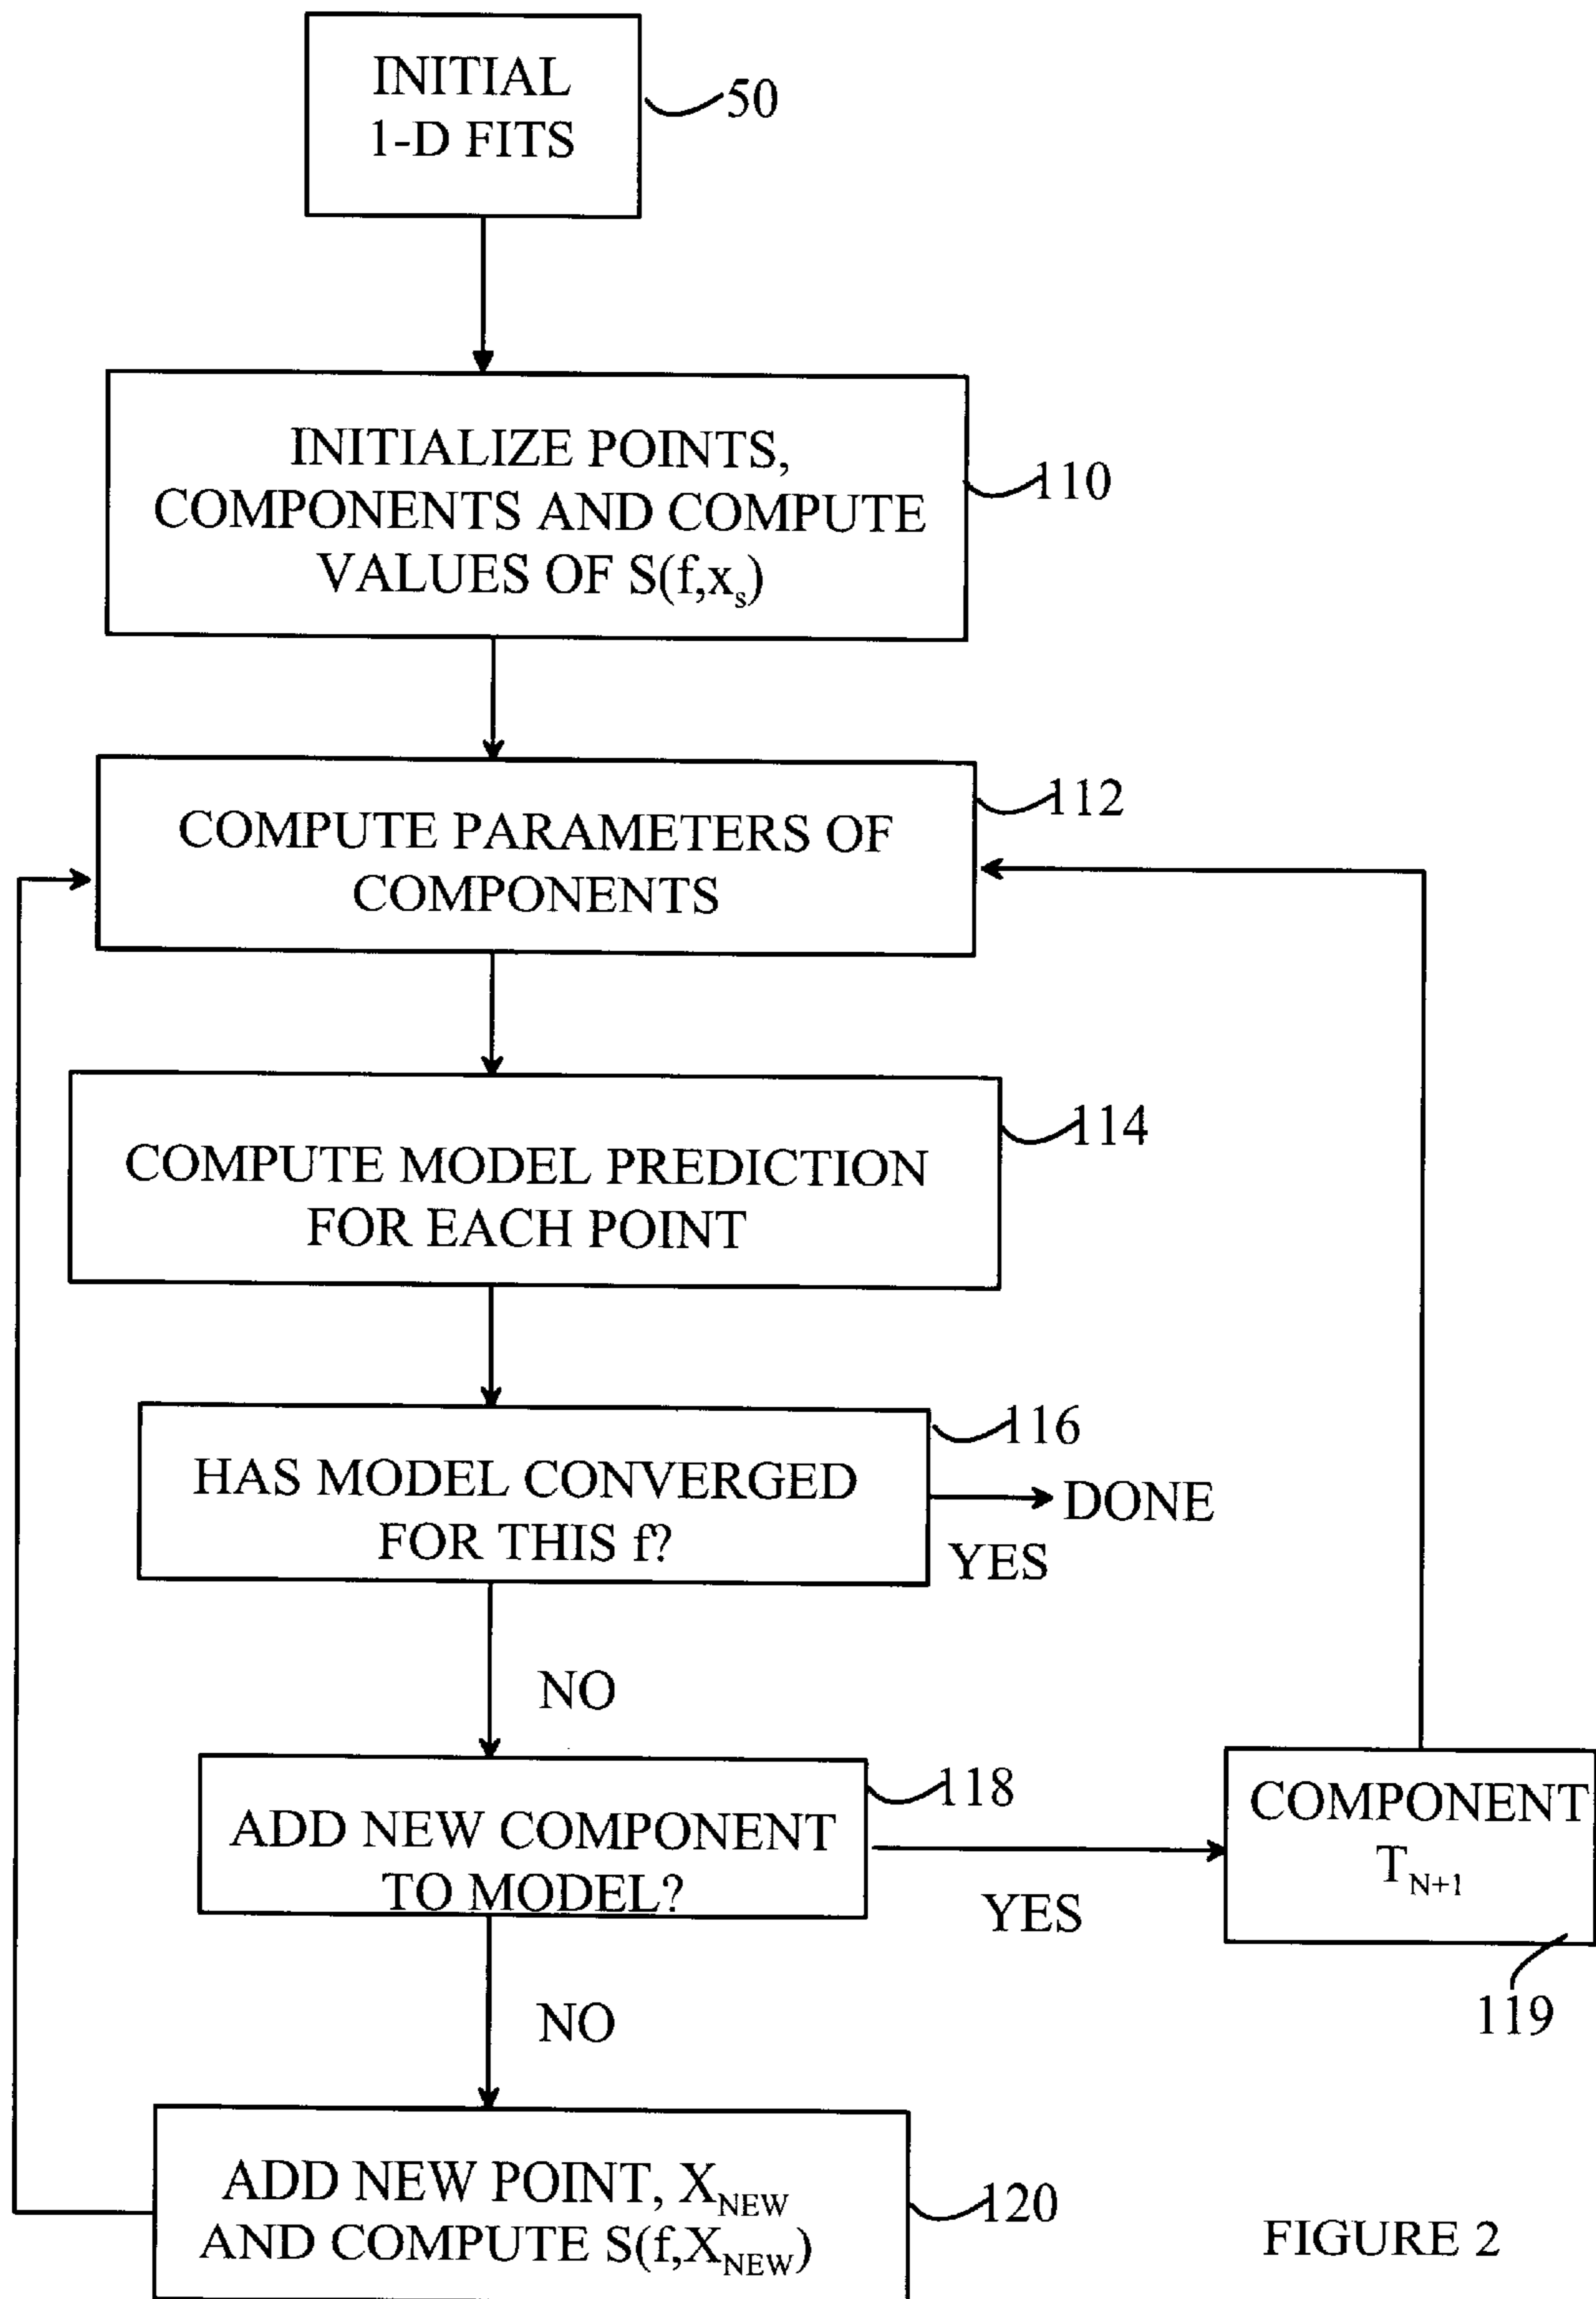 INITIAL
1-D FITS
50
INITIALIZE POINTS,
COMPONENTS AND COMPUTE
VALUES OF S(f,xs)
110
COMPUTE PARAMETERS OF
COMPONENTS
112
COMPUTE MODEL PREDICTION
FOR EACH POINT
114
HAS MODEL CONVERGED
FOR THIS f?
116
DONE
YES
NO
ADD NEW COMPONENT
TO MODEL?
118
YES
COMPONENT
TN+1
119
NO
ADD NEW POINT, XNEW
AND COMPUTE S(f,XNEW)
120
FIGURE 2